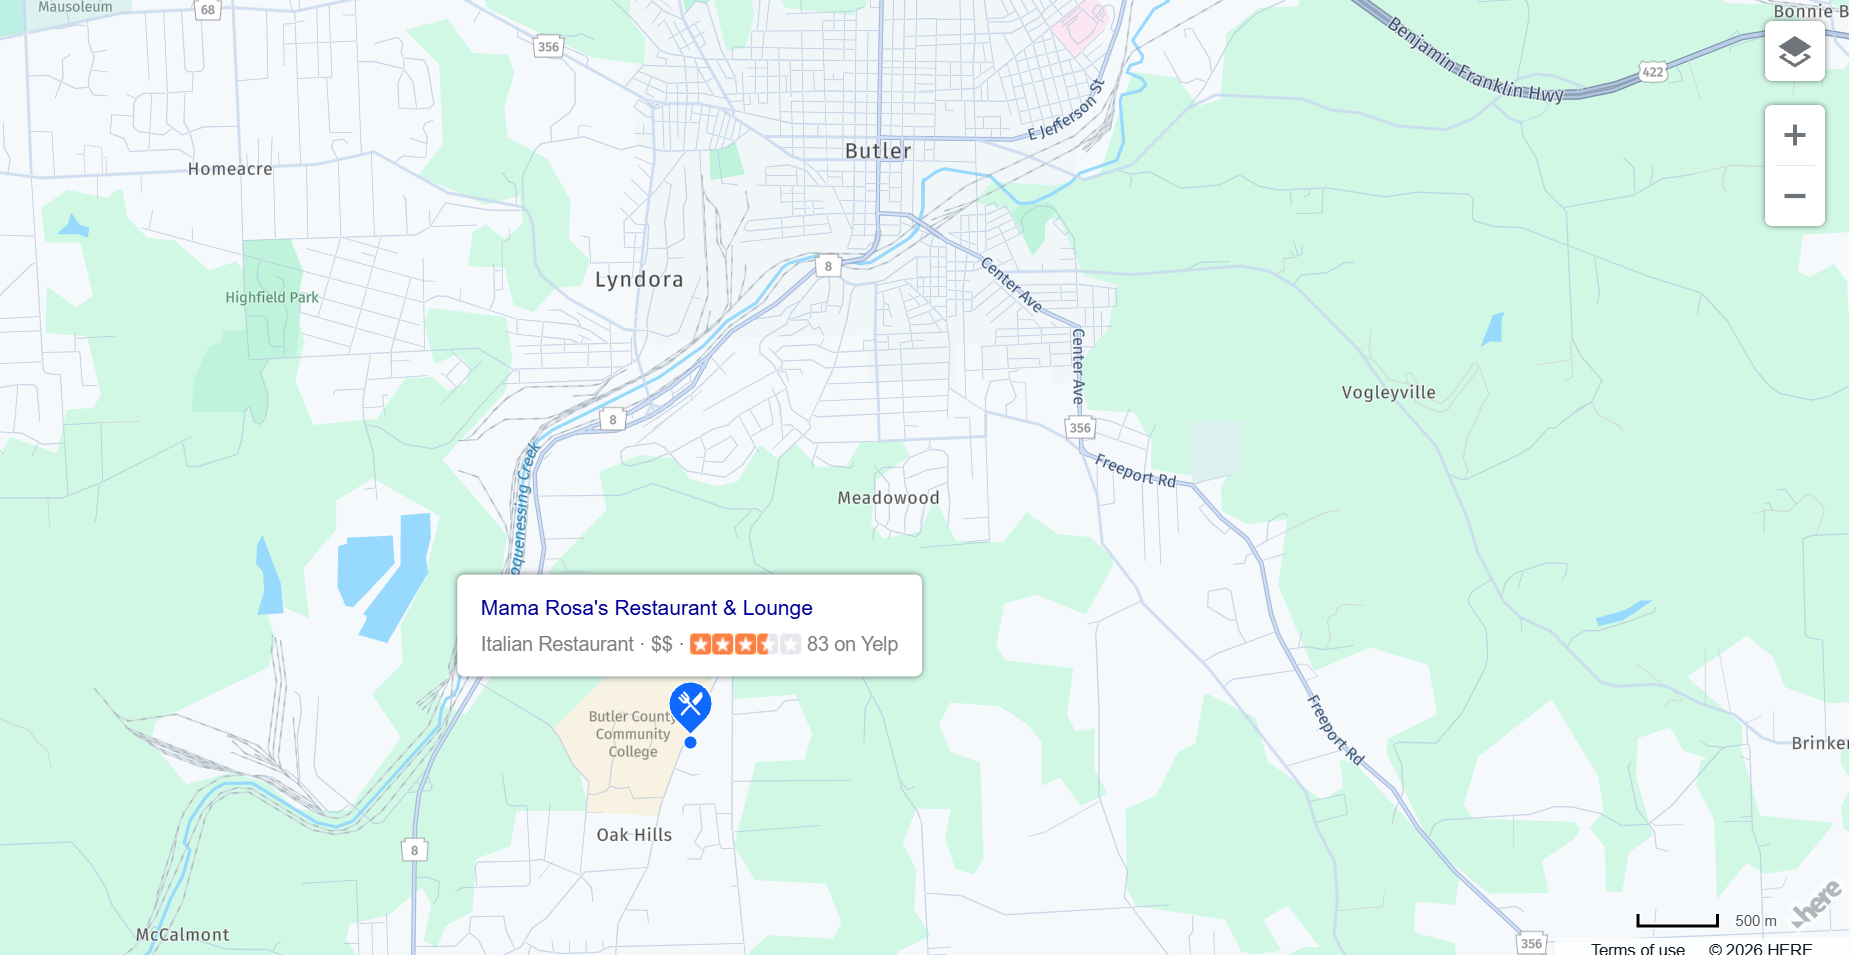 Mausoleum
68
356
Benjamin Franklin Hwy
Bonnie B
422
E Jefferson St
Butler
Homeacre
Lyndora
8
Center Ave
Highfield Park
Center Ave
Vogleyville
8
356
Freeport Rd
oquenessing Creek
Meadowood
Mama Rosa's Restaurant & Lounge
Italian Restaurant · $$ · 83 on Yelp
Butler County
Community
College
Freeport Rd
Brinker
Oak Hills
8
McCalmont
500 m
here
356
Terms of use © 2026 HERE